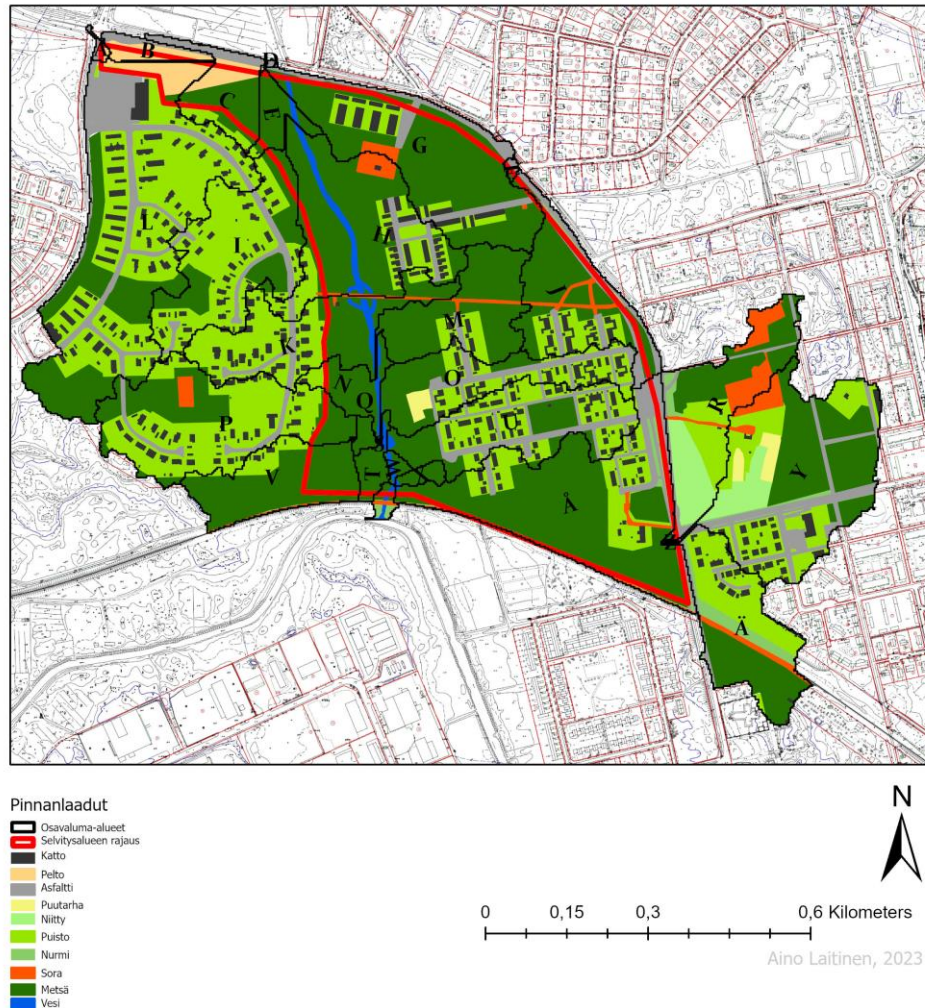 B
D
C
E
G
L
I
H
J
M
N
O
Ö
R
P
T
U
V
T
W
X
Å
Y
Z
Ä
Pinnanlaadut
Osavaluma-alueet
Selvitysalueen rajaus
Katto
Pelto
Asfaltti
Puutarha
Niitty
Puisto
Nurmi
Sora
Metsä
Vesi
N
0 0,15 0,3 0,6 Kilometers
Aino Laitinen, 2023